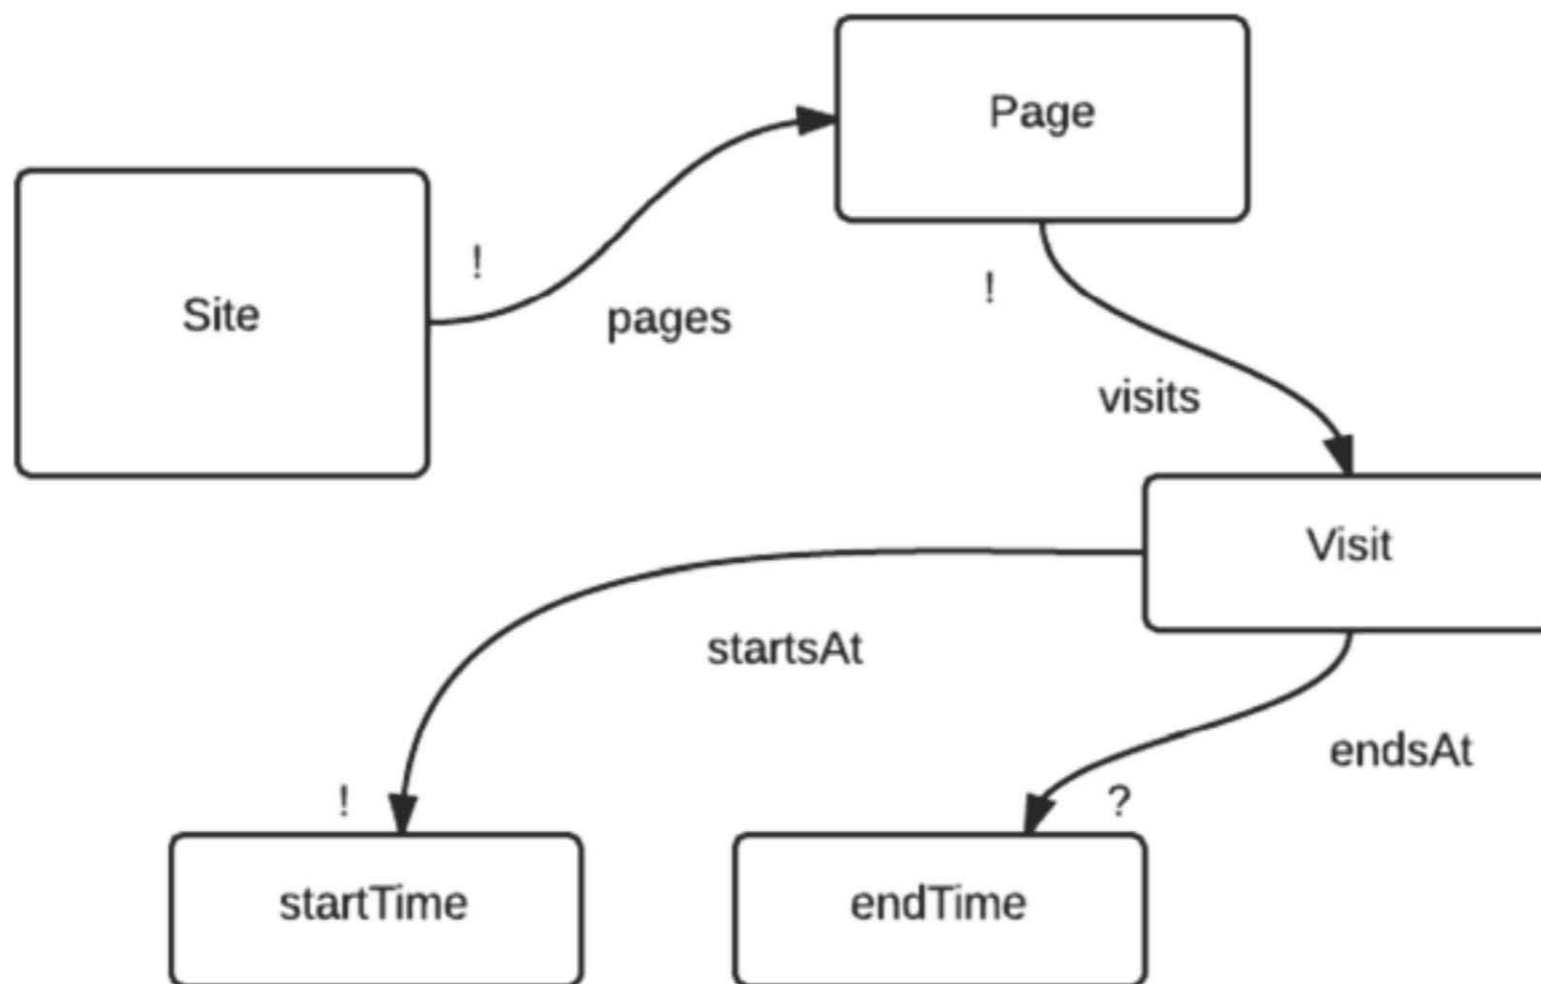 Page
Site
!
pages
!
visits
Visit
startsAt
endsAt
!
?
startTime
endTime